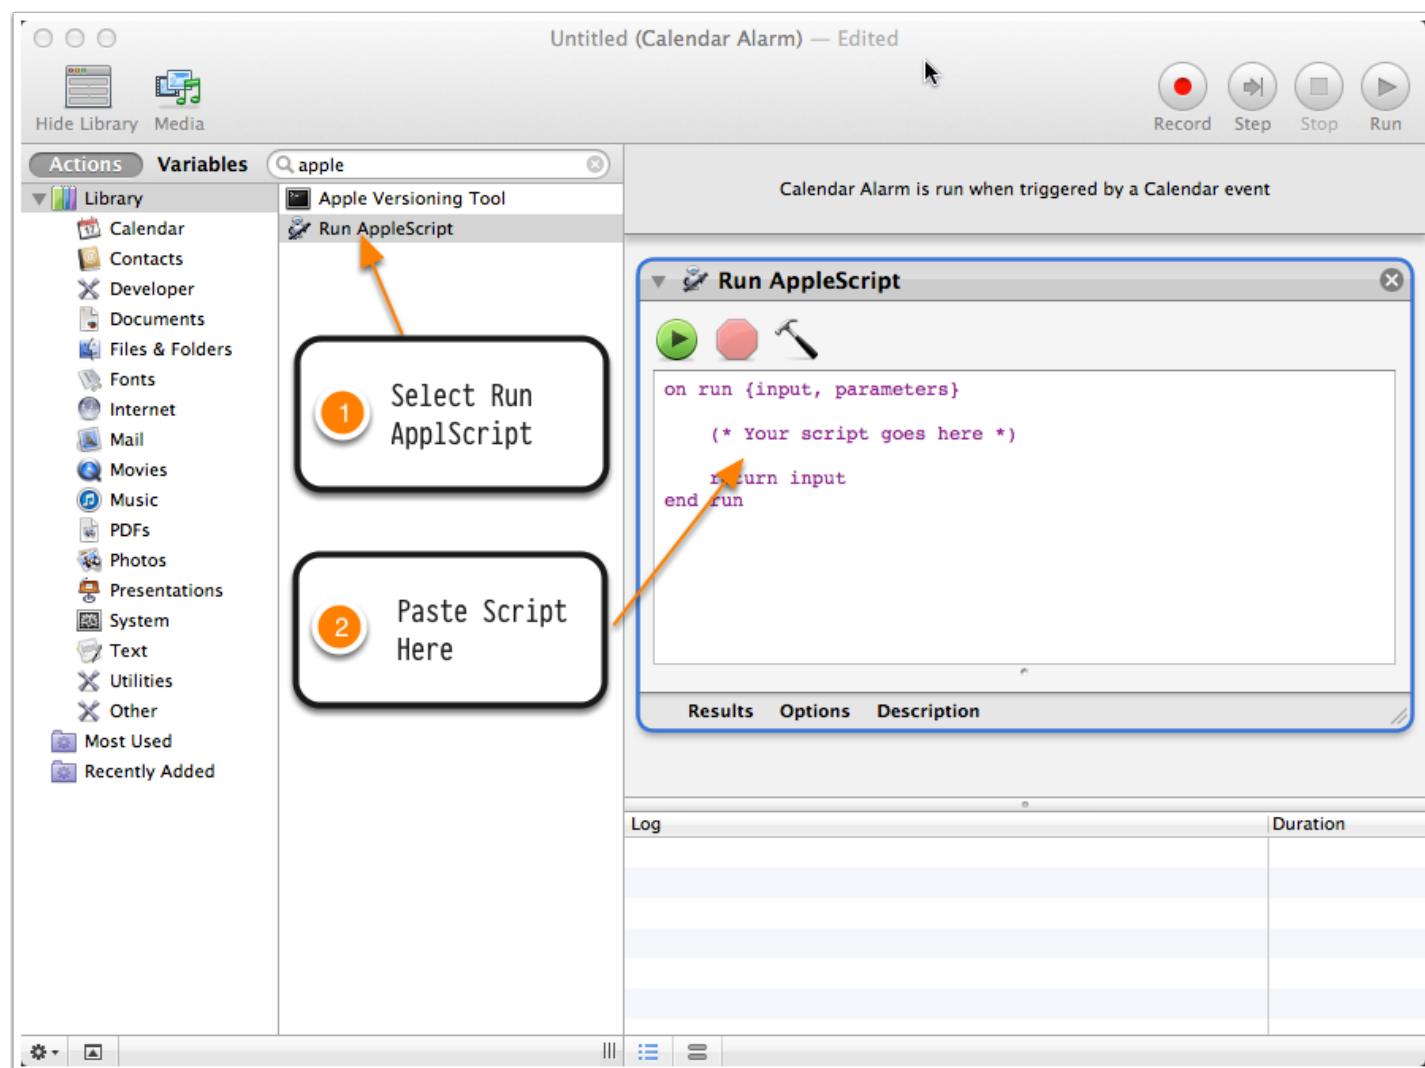 Untitled (Calendar Alarm) — Edited
Hide Library
Media
Record
Step
Stop
Run
Actions
Variables
apple
Library
Calendar
Contacts
Developer
Documents
Files & Folders
Fonts
Internet
Mail
Movies
Music
PDFs
Photos
Presentations
System
Text
Utilities
Other
Most Used
Recently Added
Apple Versioning Tool
Run AppleScript
1
Select Run
ApplScript
2
Paste Script
Here
Calendar Alarm is run when triggered by a Calendar event
Run AppleScript
on run {input, parameters}
(* Your script goes here *)
return input
end run
Results
Options
Description
Log
Duration